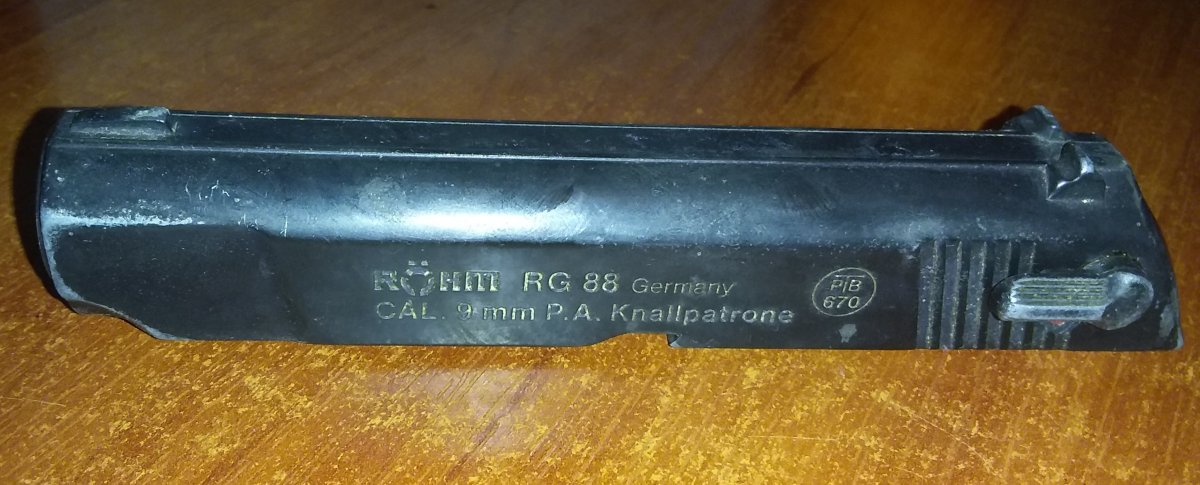 RÖHM RG 88 Germany
CAL. 9 mm P.A. Knallpatrone
PTB
670